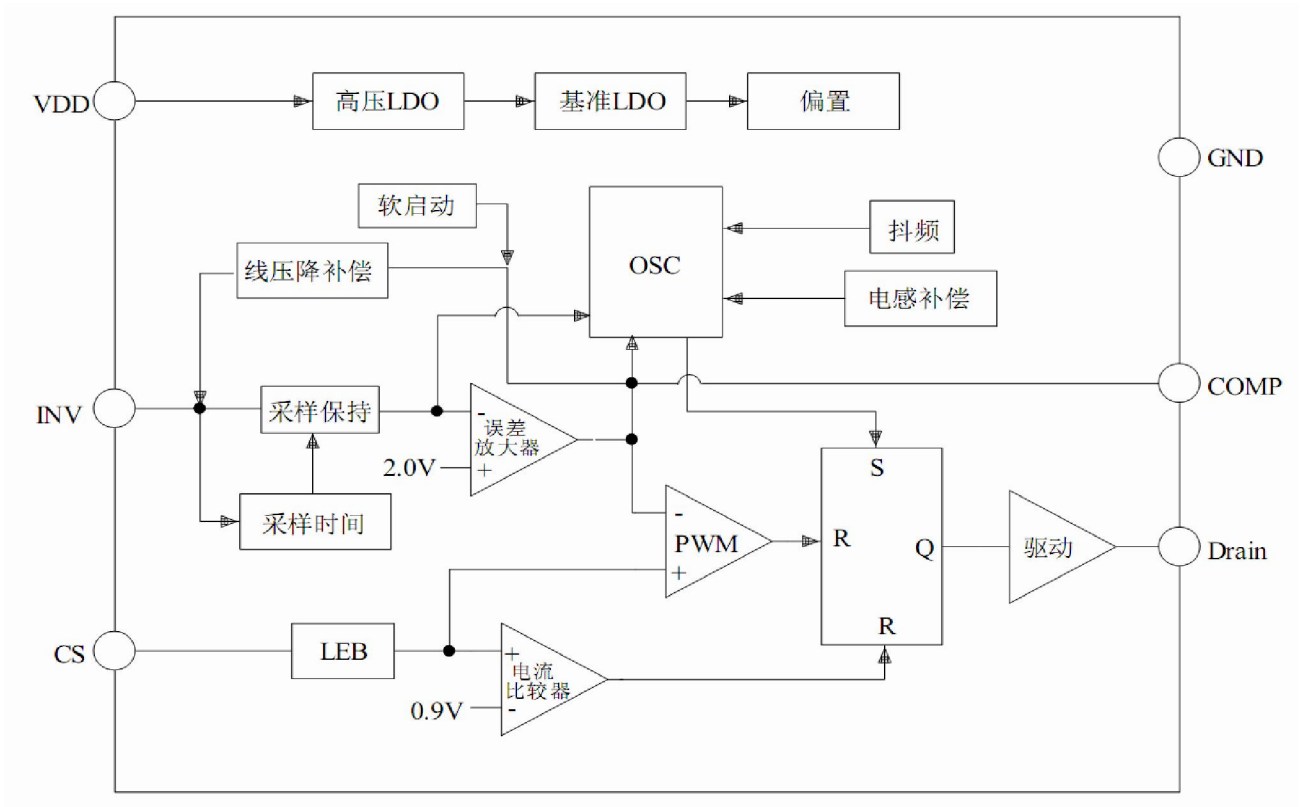 VDD
高压LDO
基准LDO
偏置
GND
软启动
抖频
线压降补偿
OSC
电感补偿
INV
采样保持
-
误差
放大器
2.0V
+
COMP
采样时间
S
-
PWM
+
R
Q
驱动
Drain
R
CS
LEB
+
电流
比较器
0.9V
-